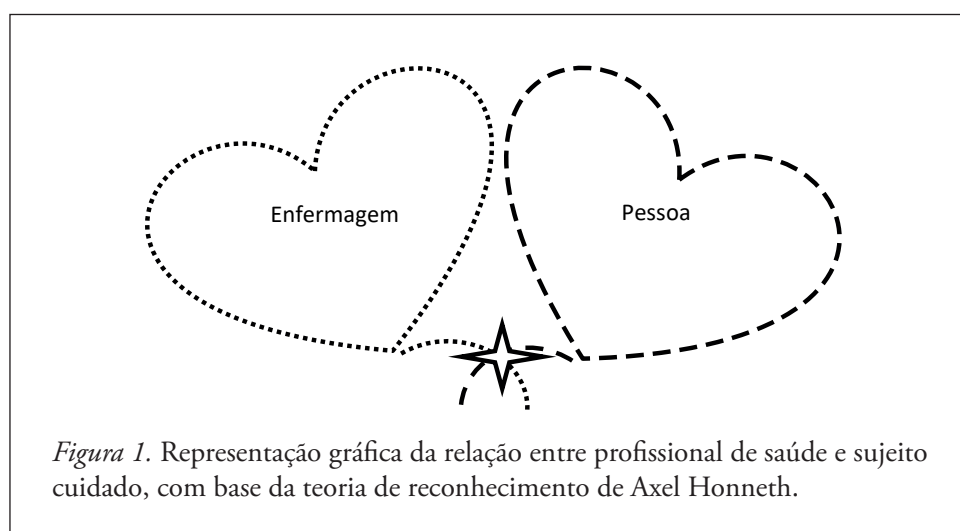 Enfermagem
Pessoa
Figura 1. Representação gráfica da relação entre profissional de saúde e sujeito
cuidado, com base da teoria de reconhecimento de Axel Honneth.